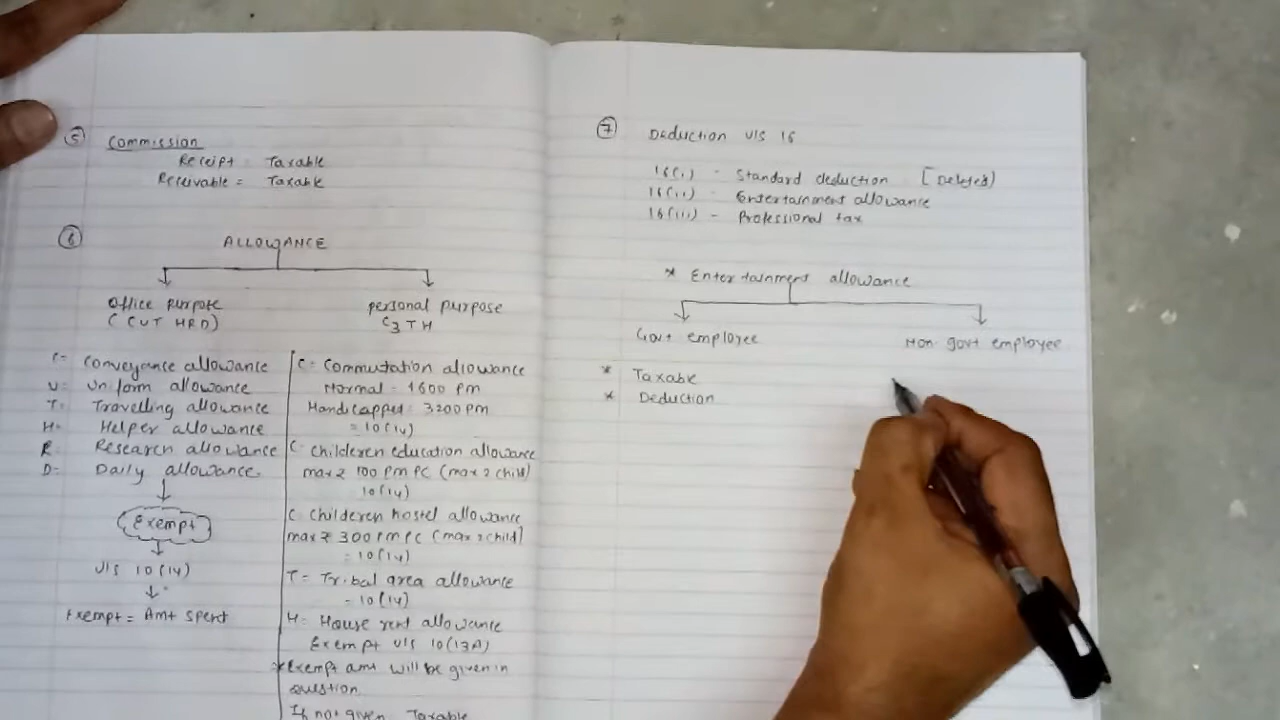 5 Commission
Receipt = Taxable
Receivable = Taxable
6 ALLOWANCE
Office purpose
(CUT HRD)
personal purpose
C3TH
C= Conveyance allowance
U= Uniform allowance
T= Travelling allowance
H= Helper allowance
R= Research allowance
D= Daily allowance
Exempt
U/S 10(14)
Exempt = Amt spent
C= Commutation allowance
Normal = 1600 pm
Handicapped = 3200 pm
= 10(14)
C= Childeren education allowance
max ₹ 100 pm pc (max 2 child)
10(14)
C= Childeren hostel allowance
max ₹ 300 pm pc (max 2 child)
= 10(14)
T= Tribal area allowance
= 10(14)
H= House rent allowance
Exempt U/S 10(13A)
* Exempt amt will be given in
question
If not given Taxable
7 Deduction U/S 16
16(i) - Standard deduction [Deleted]
16(ii) - Entertainment allowance
16(iii) - Professional tax
* Entertainment allowance
Govt employee
Non govt employee
* Taxable
* Deduction